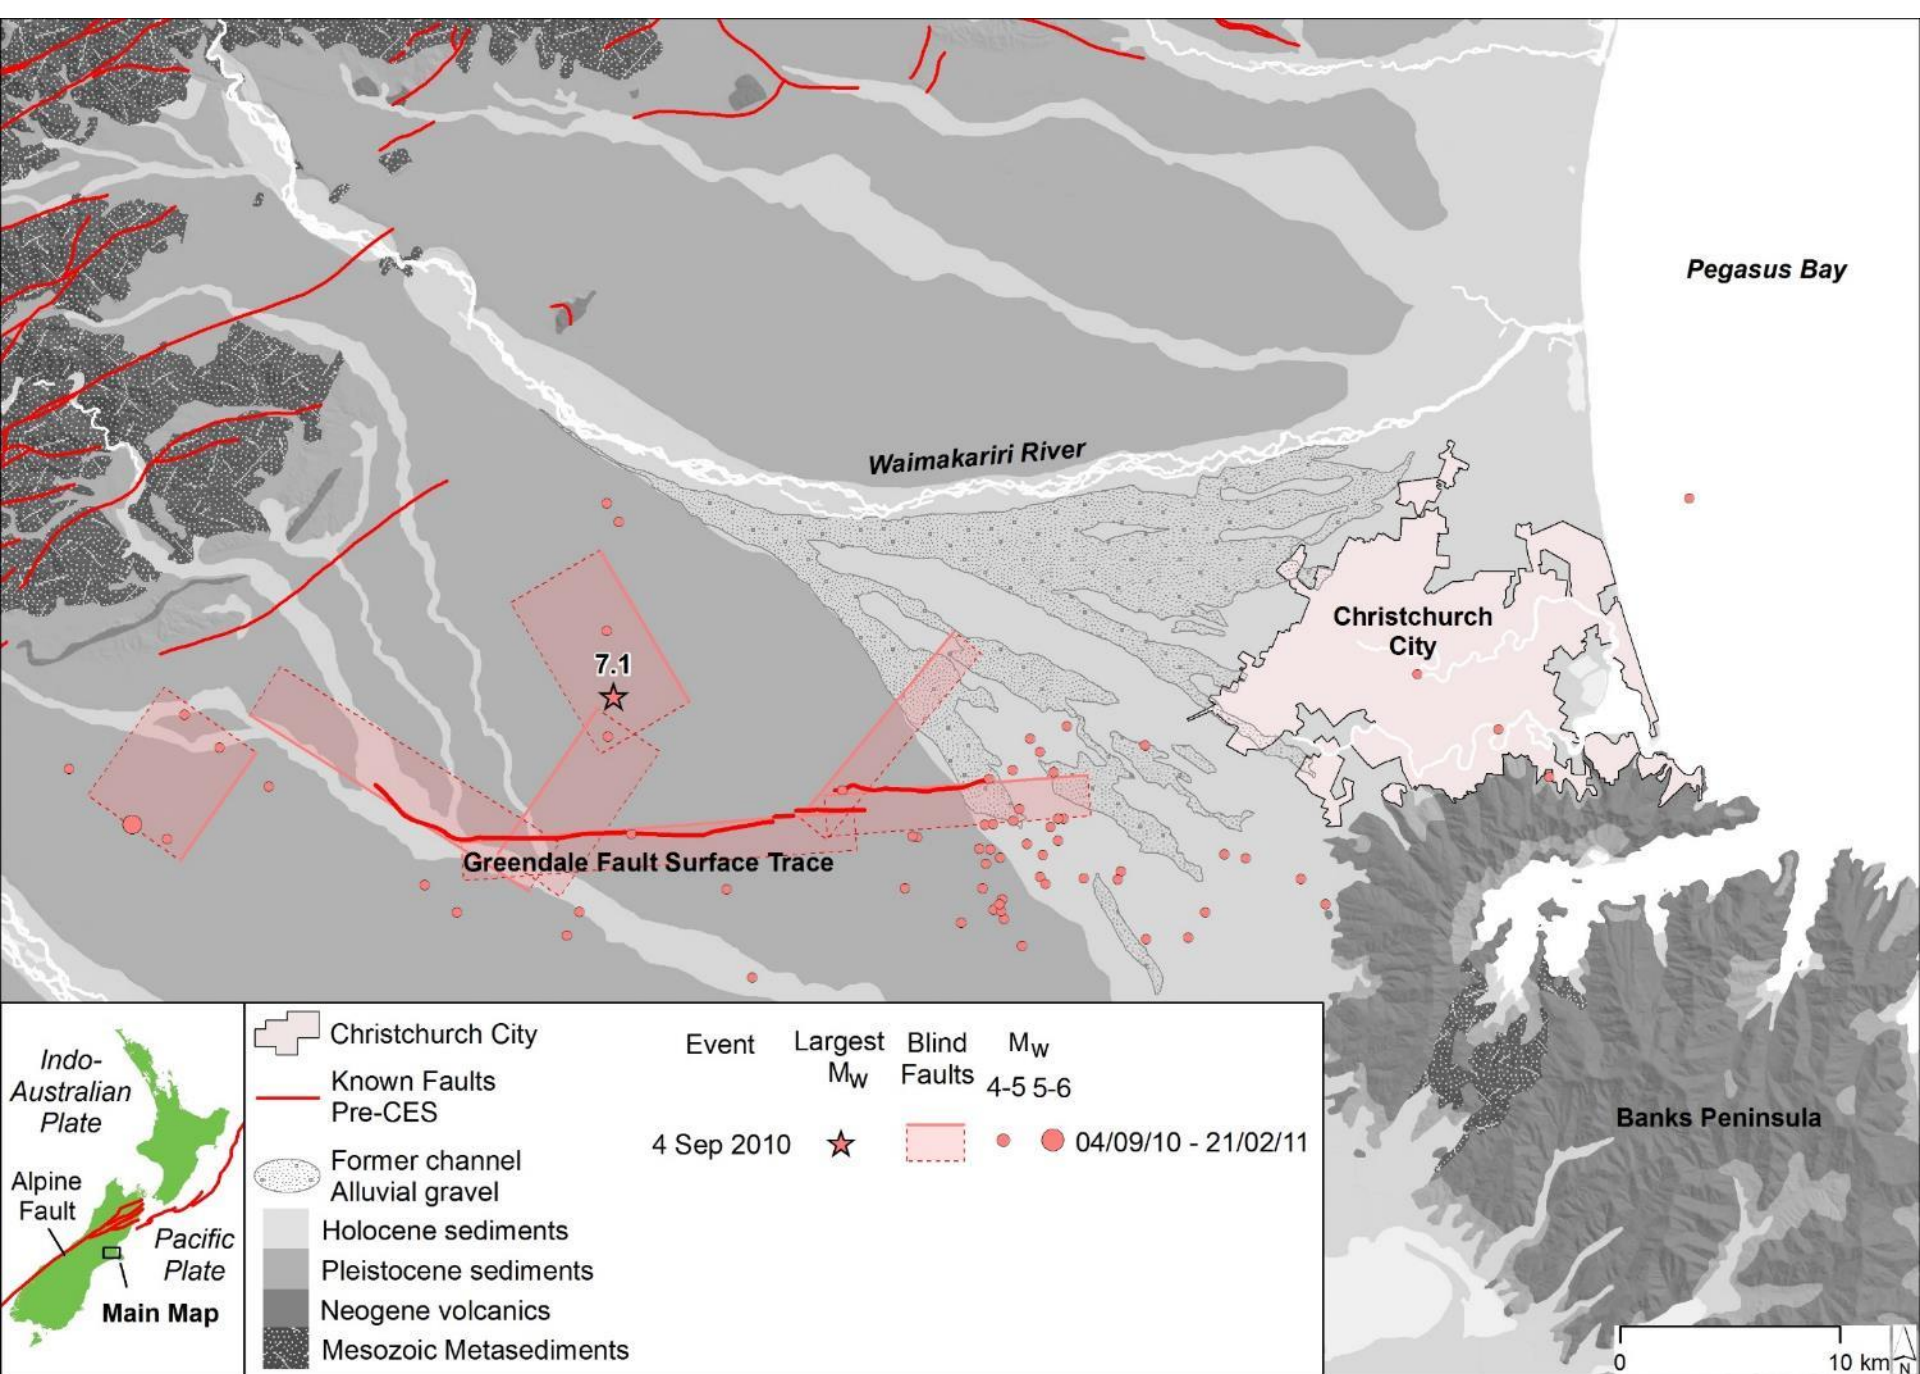 Pegasus Bay
Waimakariri River
Christchurch
City
7.1
Greendale Fault Surface Trace
Banks Peninsula
Indo-
Australian
Plate
Alpine
Fault
Pacific
Plate
Main Map
Christchurch City
Known Faults
Pre-CES
Former channel
Alluvial gravel
Holocene sediments
Pleistocene sediments
Neogene volcanics
Mesozoic Metasediments
Event Largest Mw Blind Faults Mw
4-5 5-6
4 Sep 2010 04/09/10 - 21/02/11
0 10 km N